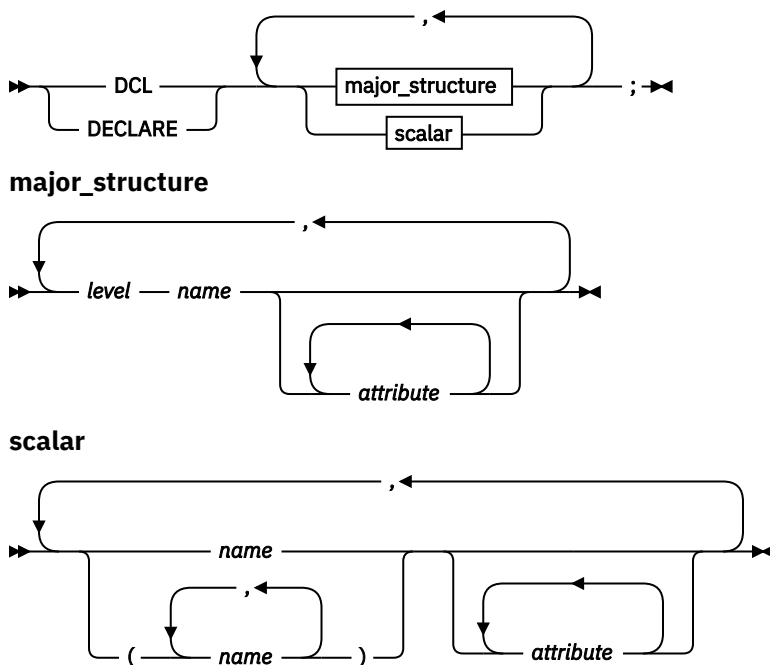 ,
DCL major_structure ;
DECLARE scalar
major_structure
,
level name
attribute
scalar
,
name
,
( name ) attribute